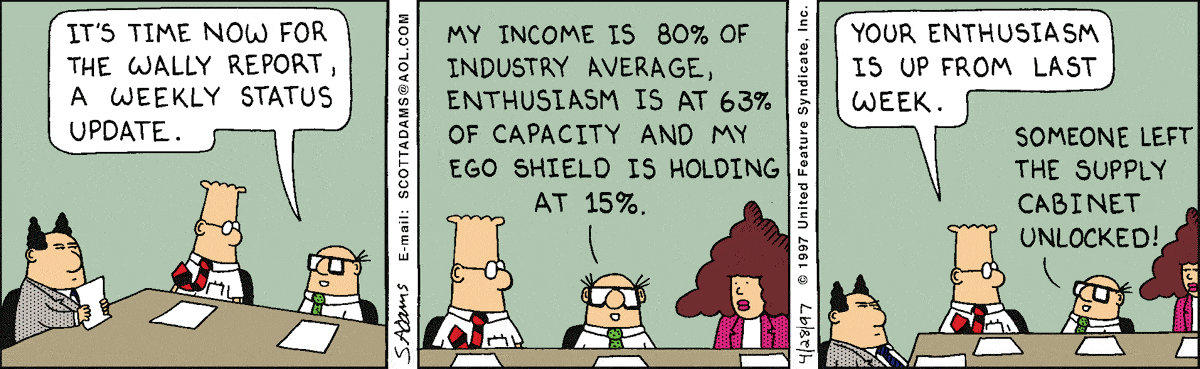 IT'S TIME NOW FOR
THE WALLY REPORT,
A WEEKLY STATUS
UPDATE.
S.Adams
E-mail: SCOTTADAMS@AOL.COM
MY INCOME IS 80% OF
INDUSTRY AVERAGE,
ENTHUSIASM IS AT 63%
OF CAPACITY AND MY
EGO SHIELD IS HOLDING
AT 15%.
4/28/97
© 1997 United Feature Syndicate, Inc.
YOUR ENTHUSIASM
IS UP FROM LAST
WEEK.
SOMEONE LEFT
THE SUPPLY
CABINET
UNLOCKED!